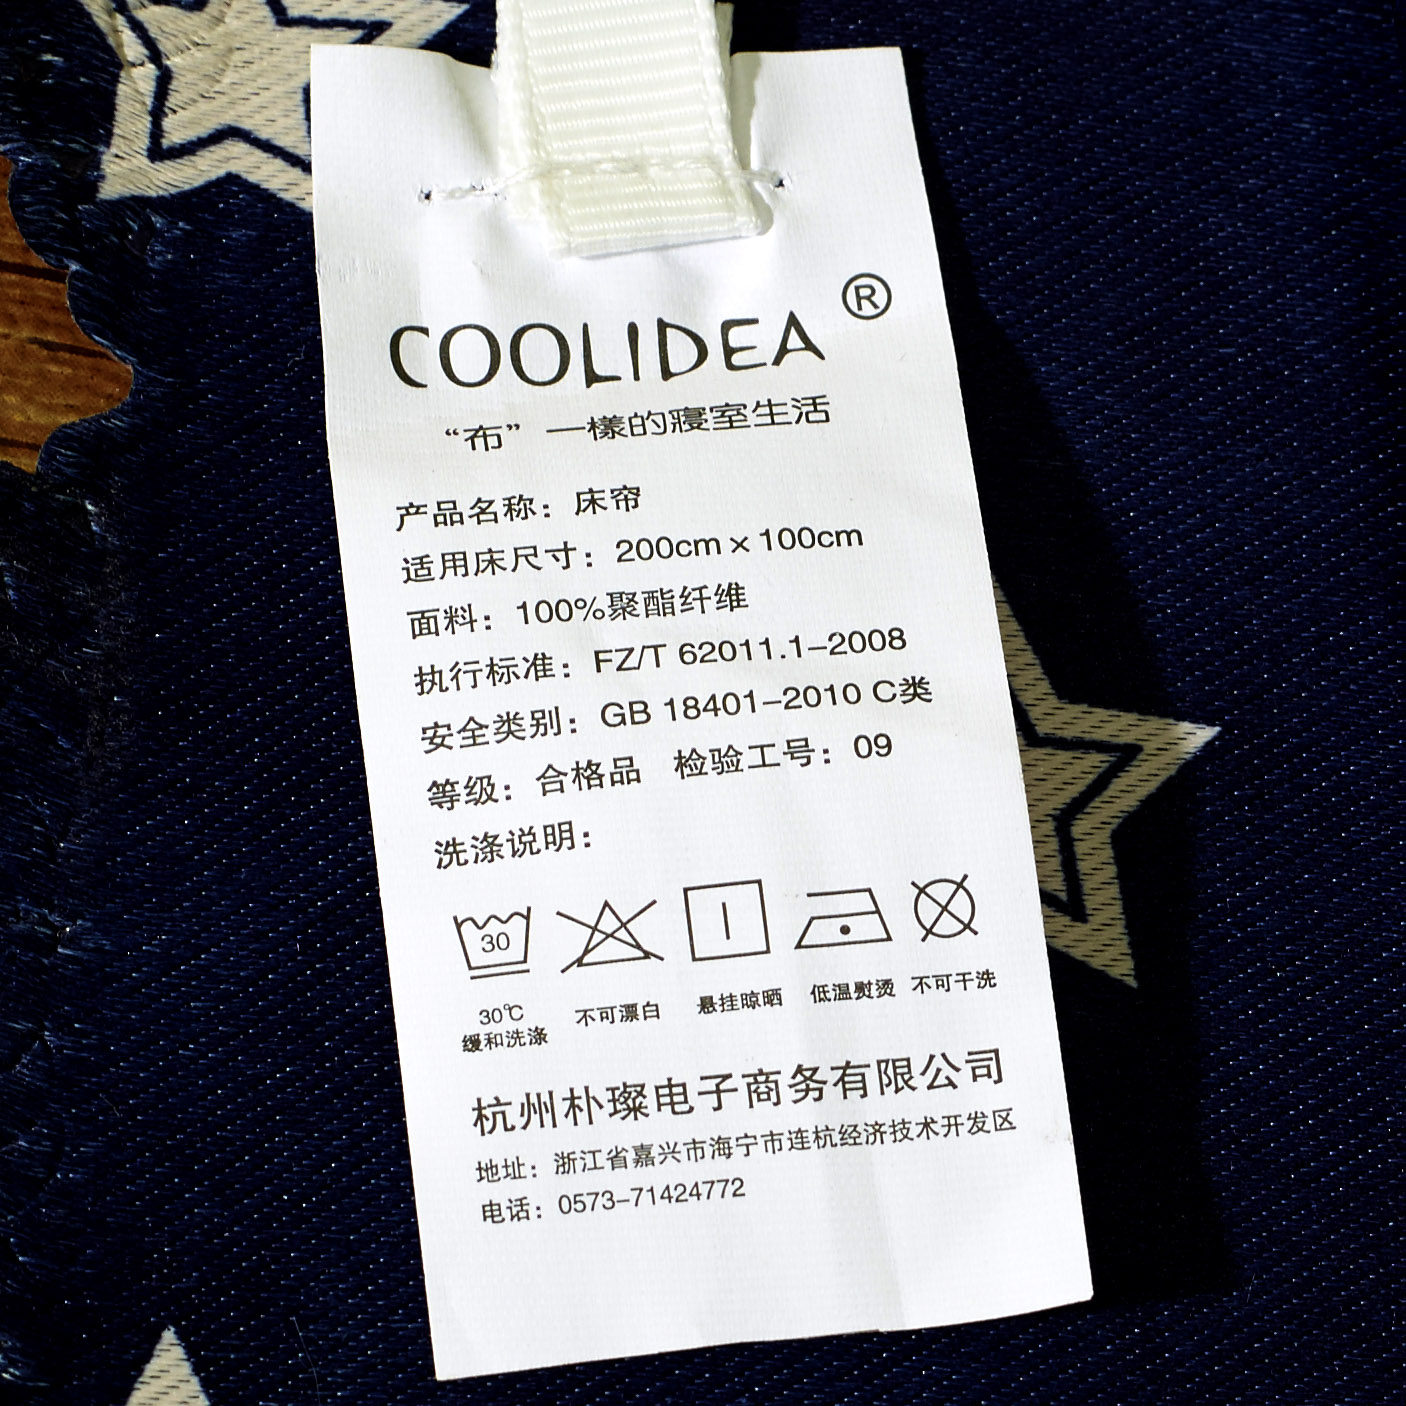 COOLIDEA®
“布”一樣的寢室生活
产品名称：床帘
适用床尺寸：200cm×100cm
面料：100%聚酯纤维
执行标准：FZ/T 62011.1-2008
安全类别：GB 18401-2010 C类
等级：合格品 检验工号：09
洗涤说明：
30
30℃ 不可漂白 悬挂晾晒 低温熨烫 不可干洗
缓和洗涤
杭州朴璨电子商务有限公司
地址：浙江省嘉兴市海宁市连杭经济技术开发区
电话：0573-71424772